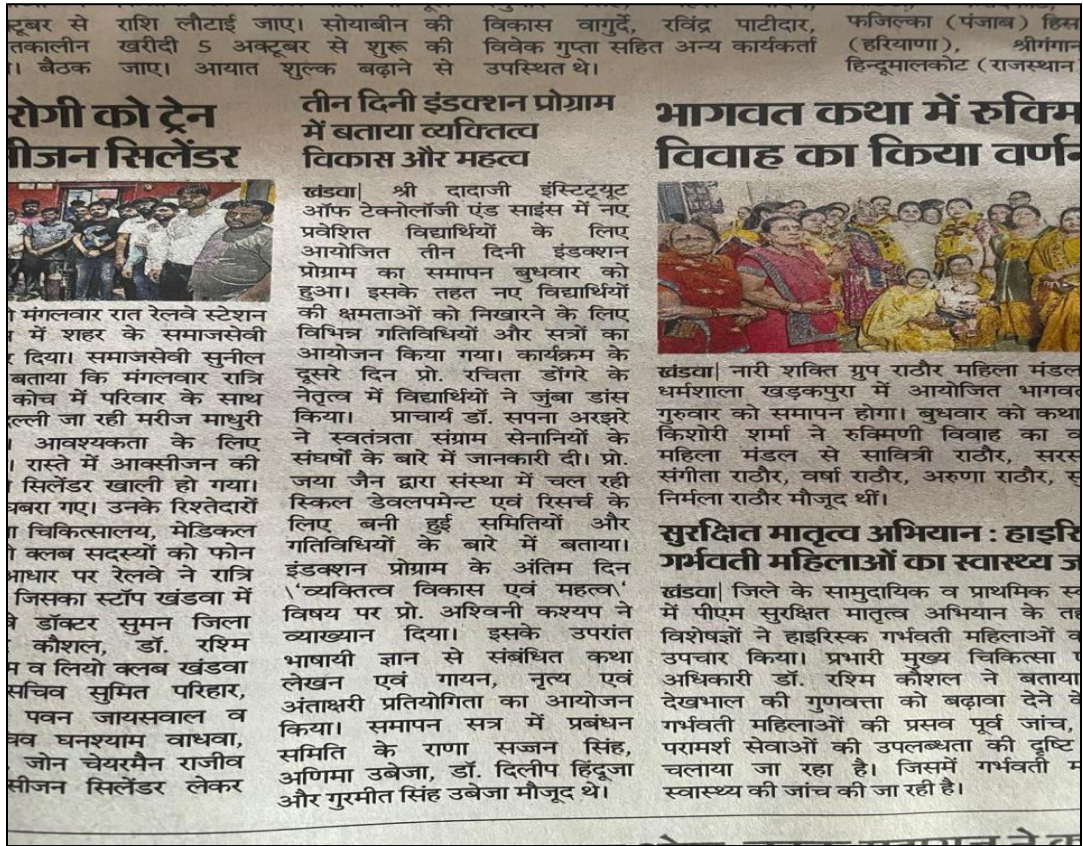 टूबर से राशि लौटाई जाए। सोयाबीन की
तकालीन खरीदी 5 अक्टूबर से शुरू की
। बैठक जाए। आयात शुल्क बढ़ाने से
विकास वागुर्दे, रविंद्र पाटीदार,
विवेक गुप्ता सहित अन्य कार्यकर्ता
उपस्थित थे।
फजिल्का (पंजाब) हिस
(हरियाणा), श्रीगंगान
हिन्दूमालकोट (राजस्थान)
रोगी को ट्रेन
ीजन सिलेंडर
मंगलवार रात रेलवे स्टेशन
में शहर के समाजसेवी
दिया। समाजसेवी सुनील
बताया कि मंगलवार रात्रि
कोच में परिवार के साथ
ल्ली जा रही मरीज माधुरी
। आवश्यकता के लिए
। रास्ते में आक्सीजन की
सिलेंडर खाली हो गया।
घबरा गए। उनके रिश्तेदारों
चिकित्सालय, मेडिकल
क्लब सदस्यों को फोन
आधार पर रेलवे ने रात्रि
जिसका स्टॉप खंडवा में
डॉक्टर सुमन जिला
कौशल, डॉ. रश्मि
व लियो क्लब खंडवा
सचिव सुमित परिहार,
पवन जायसवाल व
घनश्याम वाधवा,
जोन चेयरमैन राजीव
सीजन सिलेंडर लेकर
तीन दिनी इंडक्शन प्रोग्राम
में बताया व्यक्तित्व
विकास और महत्व
खंडवा| श्री दादाजी इंस्टिट्यूट
ऑफ टेक्नोलॉजी एंड साइंस में नए
प्रवेशित विद्यार्थियों के लिए
आयोजित तीन दिनी इंडक्शन
प्रोग्राम का समापन बुधवार को
हुआ। इसके तहत नए विद्यार्थियों
की क्षमताओं को निखारने के लिए
विभिन्न गतिविधियों और सत्रों का
आयोजन किया गया। कार्यक्रम के
दूसरे दिन प्रो. रचिता डोंगरे के
नेतृत्व में विद्यार्थियों ने जुंबा डांस
किया। प्राचार्य डॉ. सपना अरझरे
ने स्वतंत्रता संग्राम सेनानियों के
संघर्षों के बारे में जानकारी दी। प्रो.
जया जैन द्वारा संस्था में चल रही
स्किल डेवलपमेंट एवं रिसर्च के
लिए बनी हुई समितियों और
गतिविधियों के बारे में बताया।
इंडक्शन प्रोग्राम के अंतिम दिन
\'व्यक्तित्व विकास एवं महत्व\'
विषय पर प्रो. अश्विनी कश्यप ने
व्याख्यान दिया। इसके उपरांत
भाषायी ज्ञान से संबंधित कथा
लेखन एवं गायन, नृत्य एवं
अंताक्षरी प्रतियोगिता का आयोजन
किया। समापन सत्र में प्रबंधन
समिति के राणा सज्जन सिंह,
अणिमा उबेजा, डॉ. दिलीप हिंदूजा
और गुरमीत सिंह उबेजा मौजूद थे।
भागवत कथा में रुक्मि
विवाह का किया वर्णन
खंडवा| नारी शक्ति ग्रुप राठौर महिला मंडल
धर्मशाला खड़कपुरा में आयोजित भागवत
गुरुवार को समापन होगा। बुधवार को कथा
किशोरी शर्मा ने रुक्मिणी विवाह का व
महिला मंडल से सावित्री राठौर, सरस
संगीता राठौर, वर्षा राठौर, अरुणा राठौर, सु
निर्मला राठौर मौजूद थीं।
सुरक्षित मातृत्व अभियान : हाइरि
गर्भवती महिलाओं का स्वास्थ्य ज
खंडवा| जिले के सामुदायिक व प्राथमिक स्व
में पीएम सुरक्षित मातृत्व अभियान के तह
विशेषज्ञों ने हाइरिस्क गर्भवती महिलाओं क
उपचार किया। प्रभारी मुख्य चिकित्सा ए
अधिकारी डॉ. रश्मि कौशल ने बताया
देखभाल की गुणवत्ता को बढ़ावा देने के
गर्भवती महिलाओं की प्रसव पूर्व जांच,
परामर्श सेवाओं की उपलब्धता की दृष्टि
चलाया जा रहा है। जिसमें गर्भवती म
स्वास्थ्य की जांच की जा रही है।